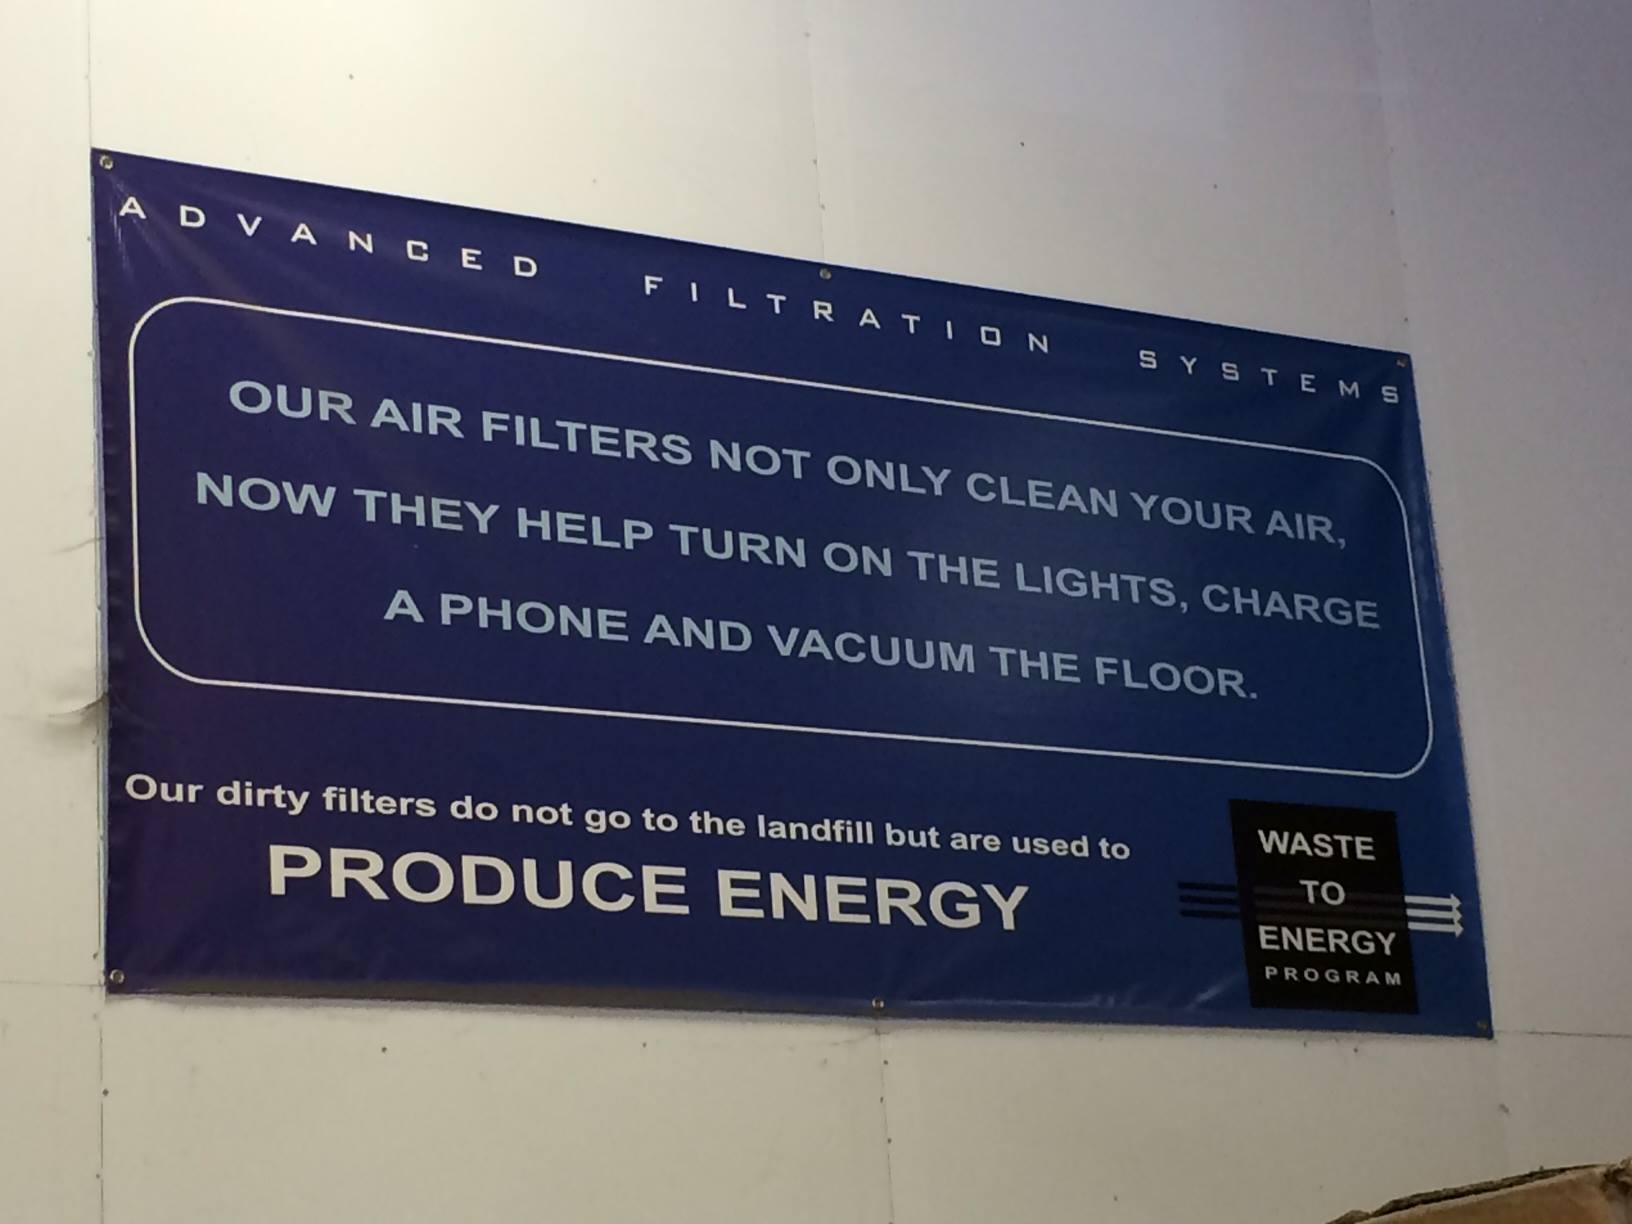 ADVANCED FILTRATION SYSTEMS
OUR AIR FILTERS NOT ONLY CLEAN YOUR AIR,
NOW THEY HELP TURN ON THE LIGHTS, CHARGE
A PHONE AND VACUUM THE FLOOR.
Our dirty filters do not go to the landfill but are used to
PRODUCE ENERGY
WASTE
TO
ENERGY
PROGRAM